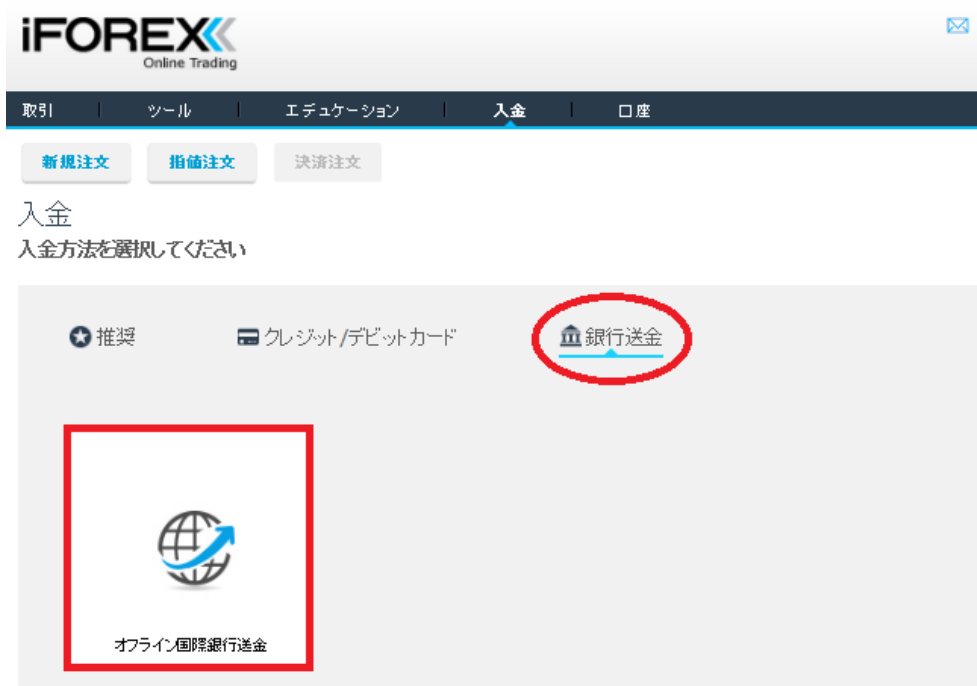 iFOREX
Online Trading
取引 ツール エデュケーション 入金 口座
新規注文 指値注文 決済注文
入金
入金方法を選択してください
推奨 クレジット/デビットカード 銀行送金
オフライン国際銀行送金